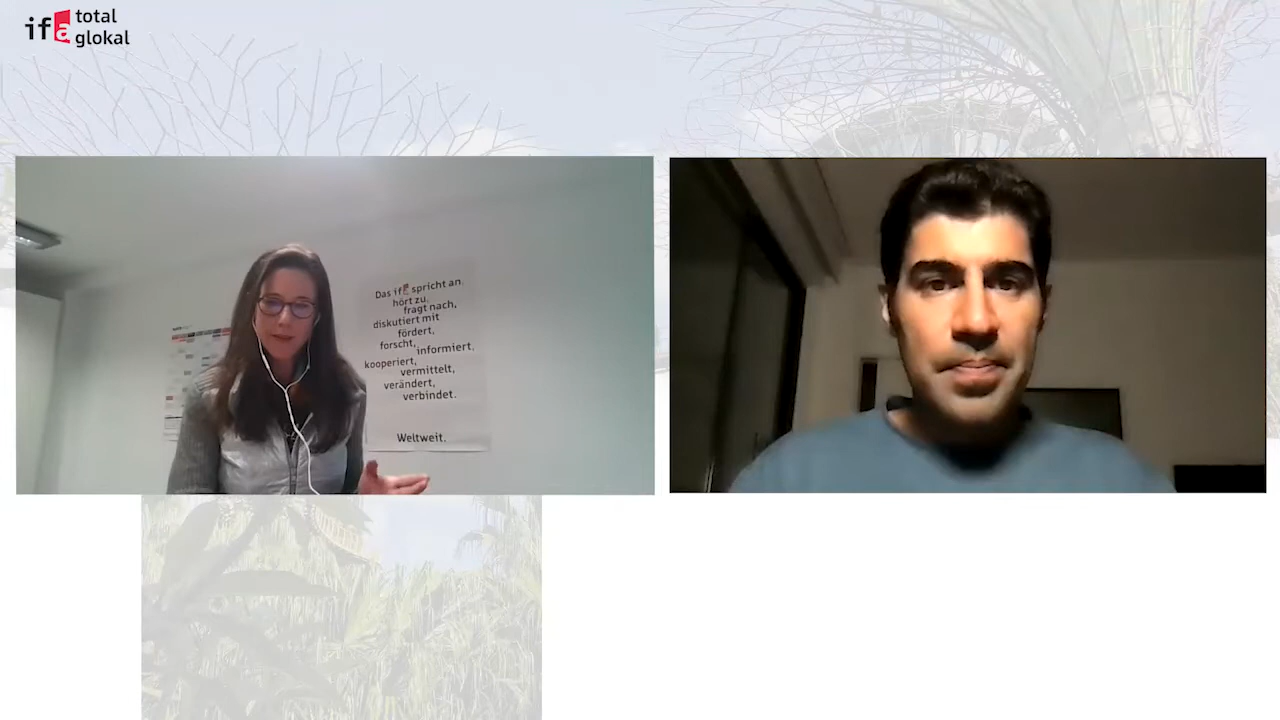 ifa total
glokal
Das ifa spricht an,
hört zu,
fragt nach,
diskutiert mit
fördert,
forscht,
informiert,
kooperiert,
vermittelt,
verändert,
verbindet.
Weltweit.